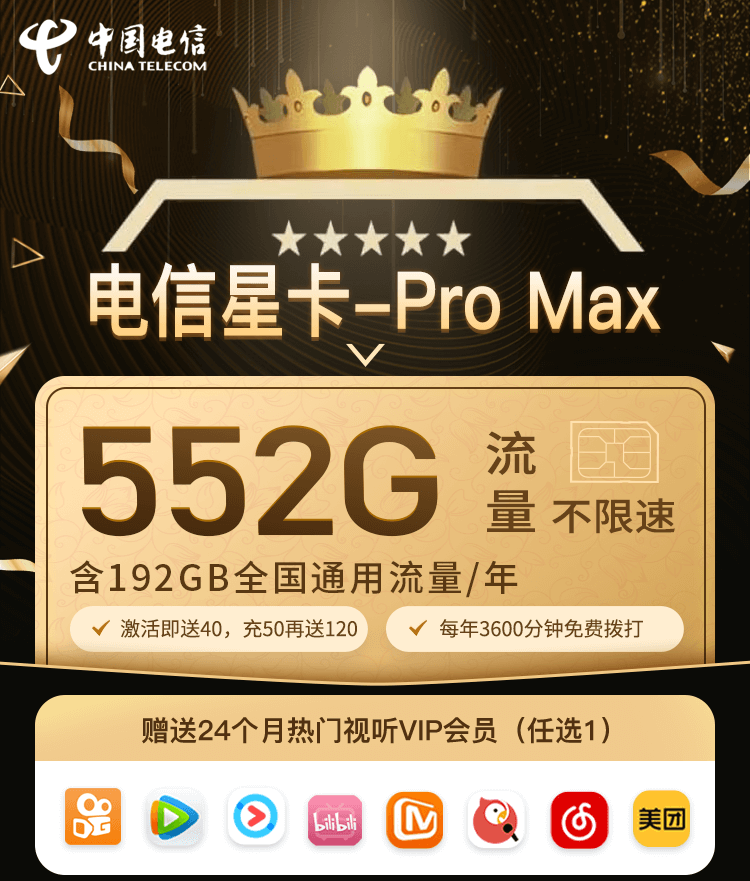 中国电信
CHINA TELECOM
电信星卡-Pro Max
552G 流量 不限速
含192GB全国通用流量/年
激活即送40，充50再送120
每年3600分钟免费拨打
赠送24个月热门视听VIP会员（任选1）
DG
bilibili
美团